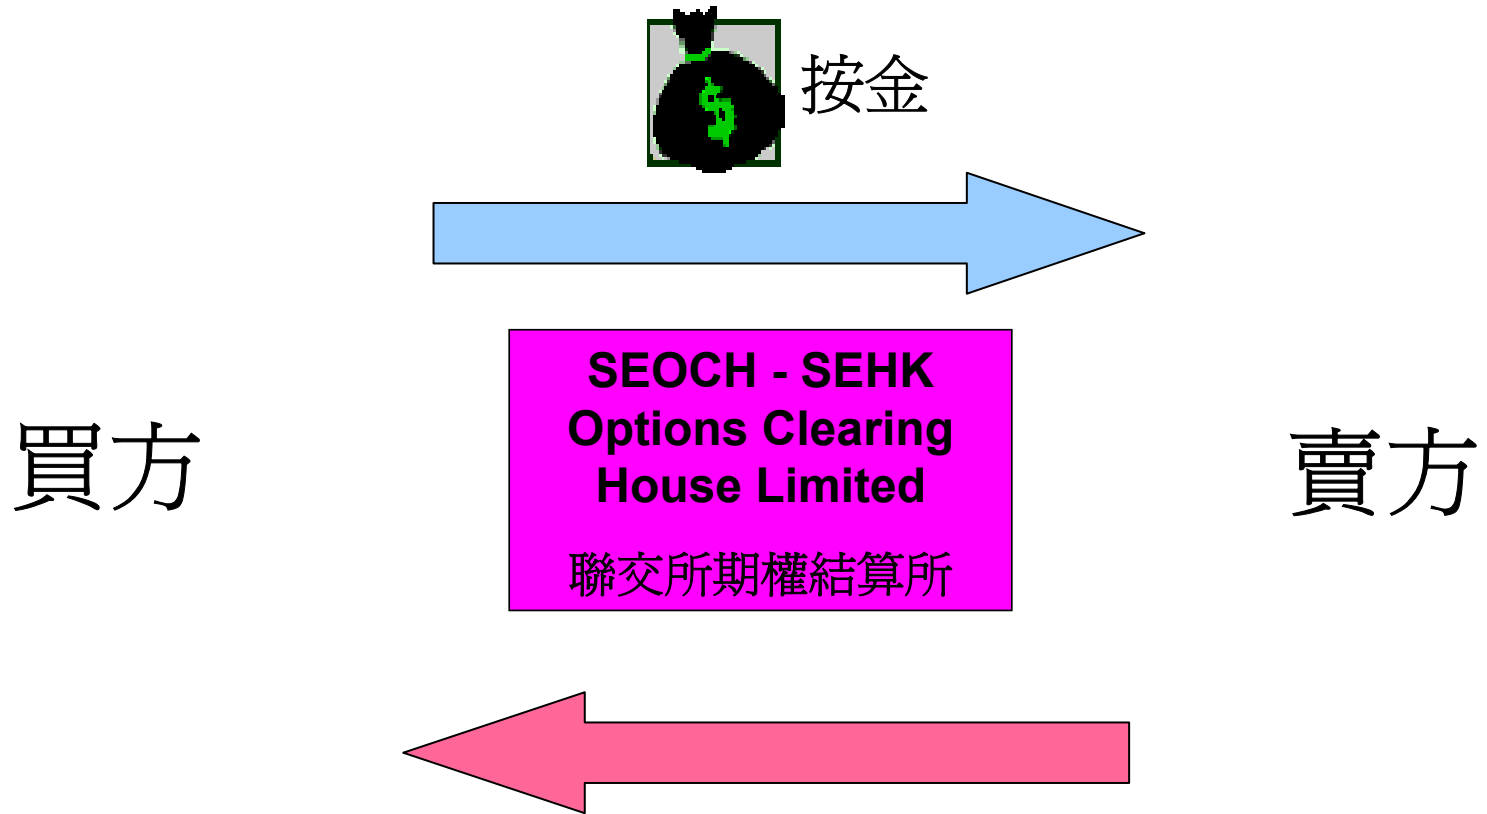 按金
SEOCH - SEHK
Options Clearing
House Limited
買方
賣方
聯交所期權結算所